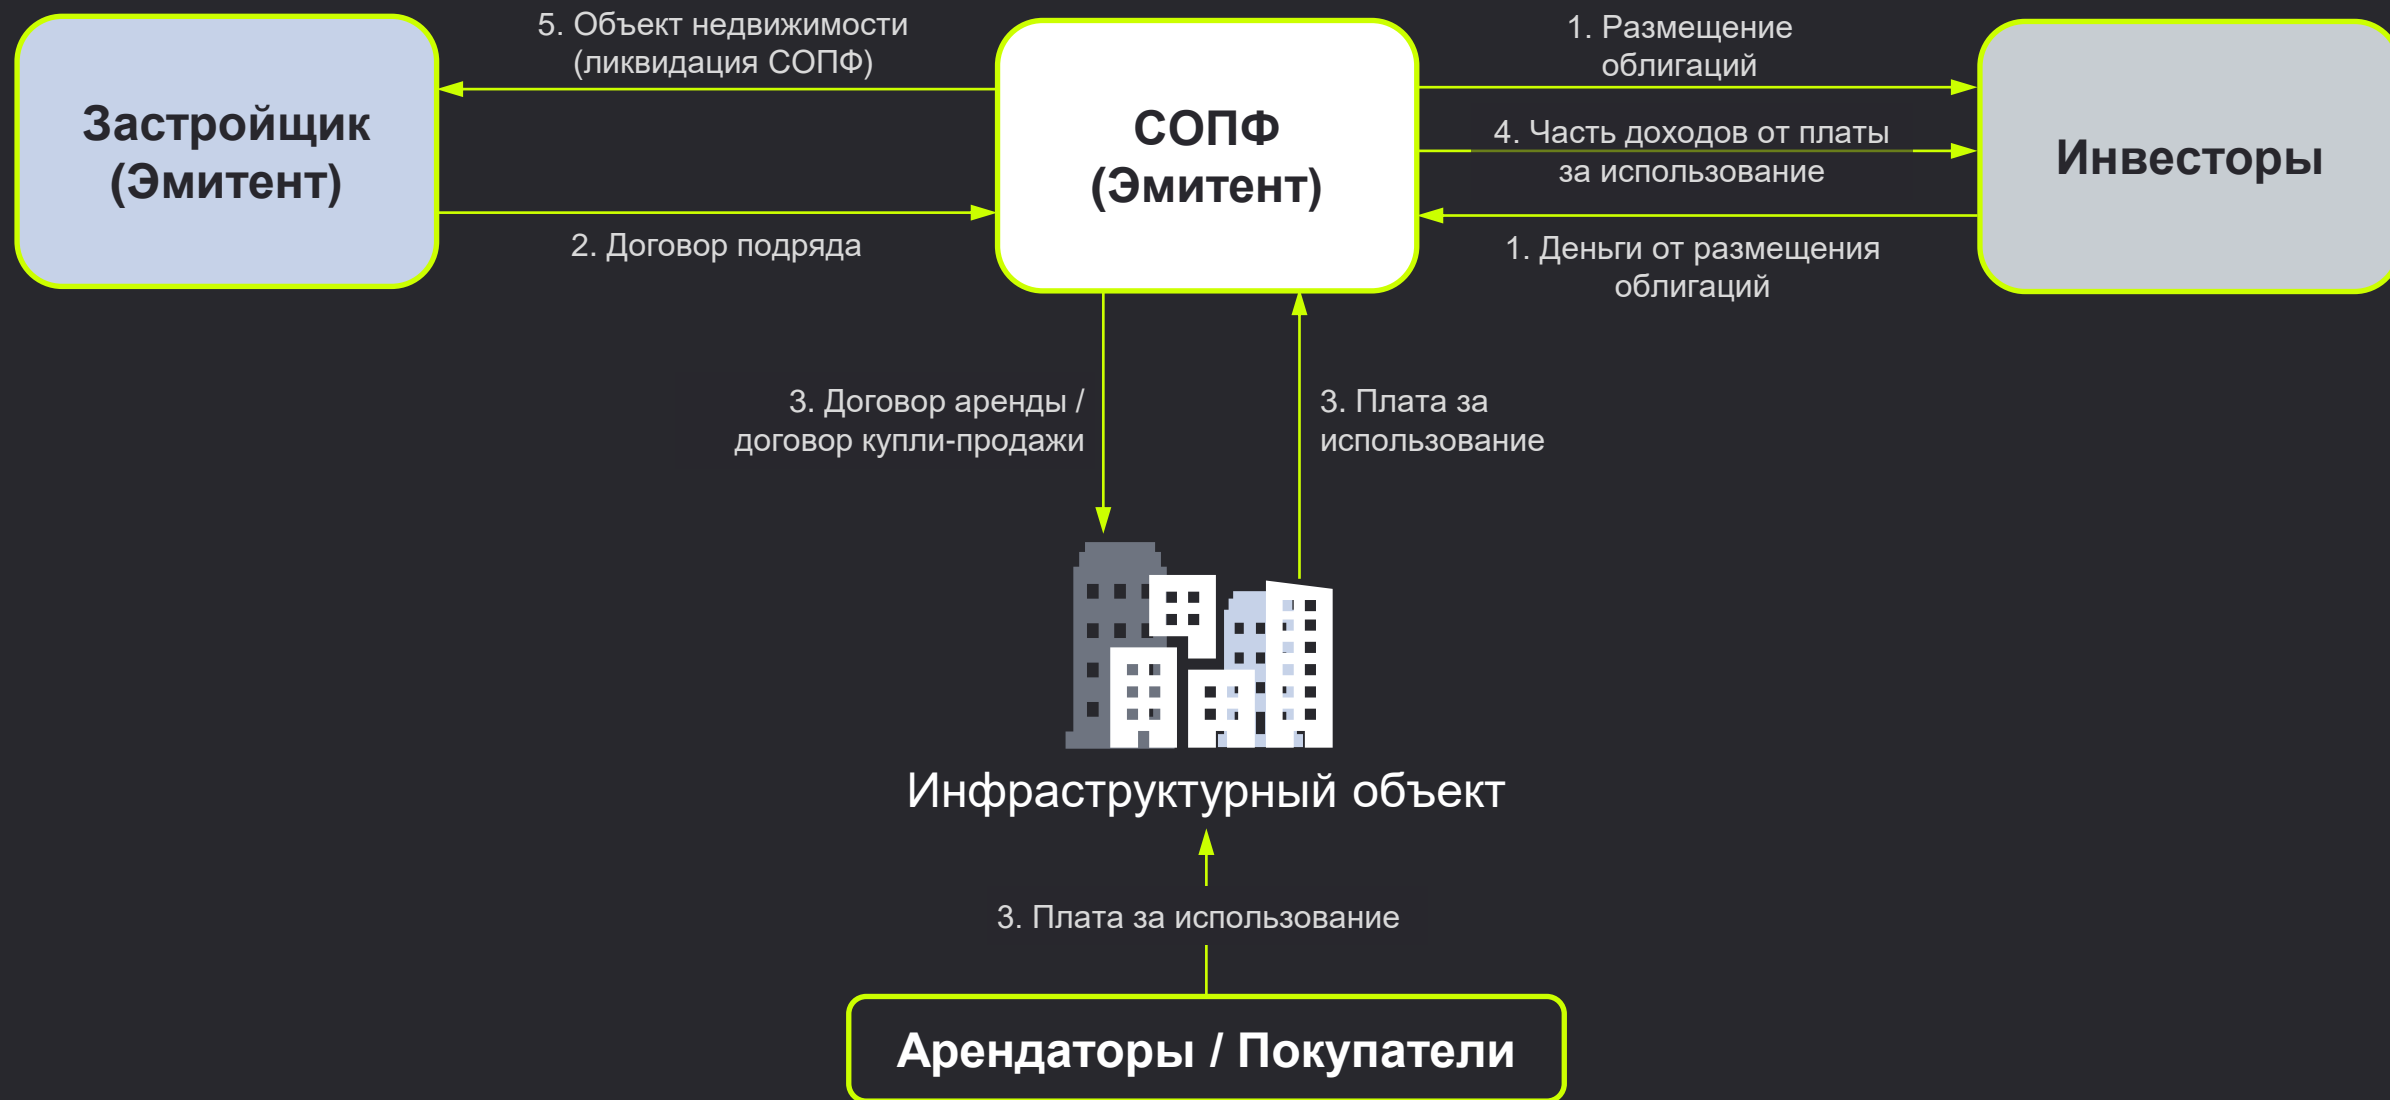 5. Объект недвижимости
(ликвидация СОПФ)
Застройщик
(Эмитент)
2. Договор подряда
СОПФ
(Эмитент)
1. Размещение
облигаций
4. Часть доходов от платы
за использование
1. Деньги от размещения
облигаций
Инвесторы
3. Договор аренды /
договор купли-продажи
3. Плата за
использование
Инфраструктурный объект
3. Плата за использование
Арендаторы / Покупатели